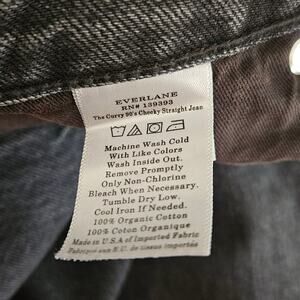 EVERLANE
RN# 139393
The Curvy 90's Cheeky Straight Jean
Machine Wash Cold
With Like Colors
Wash Inside Out.
Remove Promptly
Only Non-Chlorine
Bleach When Necessary.
Tumble Dry Low.
Cool Iron If Needed.
100% Organic Cotton
100% Coton Organique
Made in U.S.A of Imported Fabric
Fabriqué aux E.U. de tissus importés